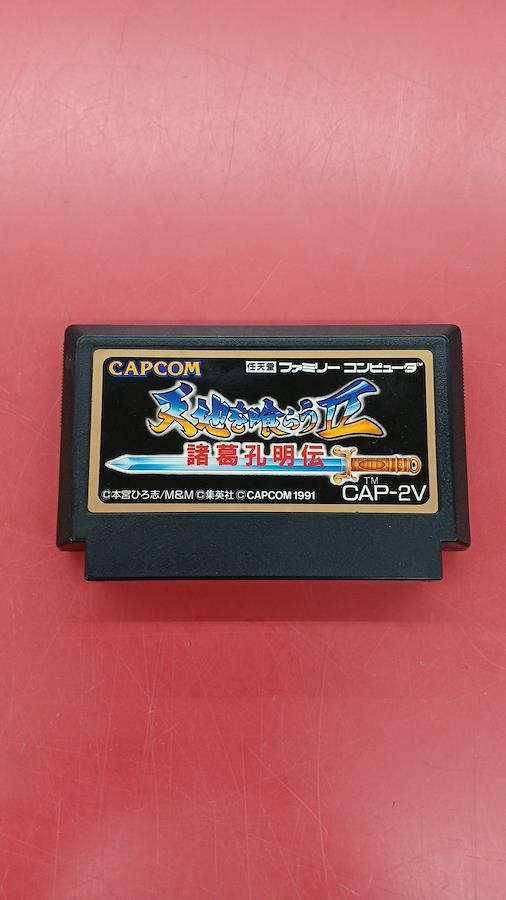 CAPCOM
任天堂 ファミリー コンピュータ™
天地を喰らうII
諸葛孔明伝
TM
CAP-2V
©本宮ひろ志/M&M ©集英社 © CAPCOM 1991